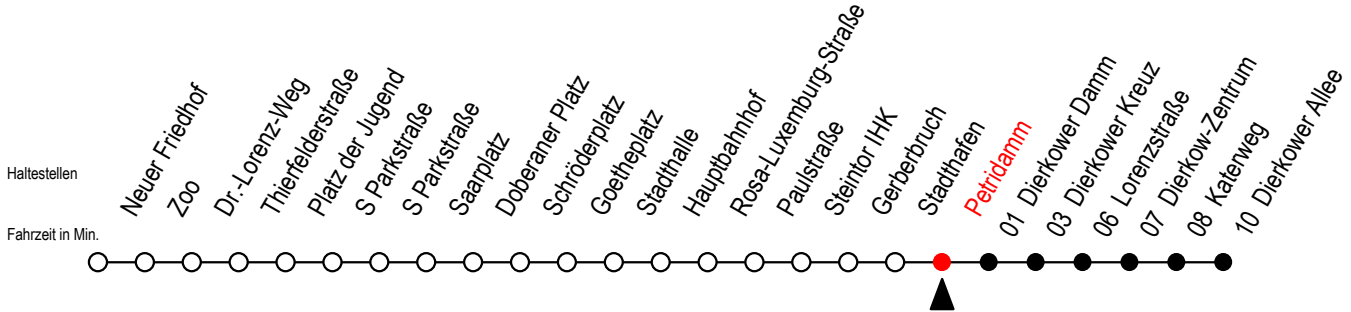 Haltestellen
Fahrzeit in Min.
Neuer Friedhof
Zoo
Dr.-Lorenz-Weg
Thienfelderstraße
Platz der Jugend
S Parkstraße
S Parkstraße
Saarplatz
Doberaner Platz
Schröderplatz
Goetheplatz
Stadthalle
Hauptbahnhof
Rosa-Luxemburg-Straße
Paulstraße
Steintor IHK
Gerberbruch
Stadthafen
Petridamm
01 Dierkower Damm
03 Dierkower Kreuz
06 Lorenzstraße
07 Dierkow-Zentrum
08 Katerweg
10 Dierkower Allee